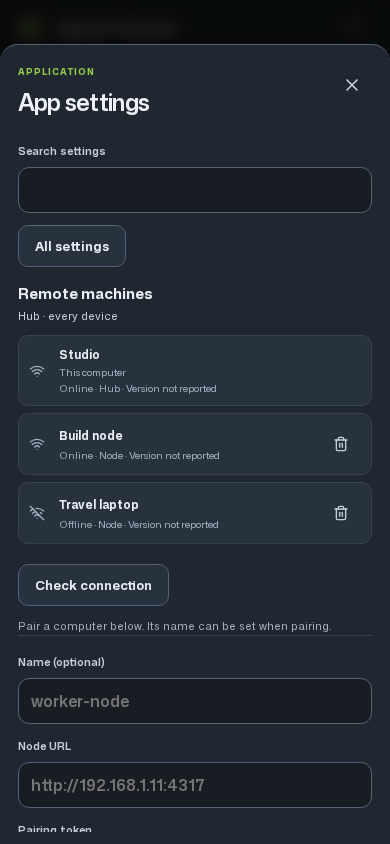 APPLICATION
App settings
Search settings
All settings
Remote machines
Hub · every device
Studio
This computer
Online · Hub · Version not reported
Build node
Online · Node · Version not reported
Travel laptop
Offline · Node · Version not reported
Check connection
Pair a computer below. Its name can be set when pairing.
Name (optional)
worker-node
Node URL
http://192.168.1.11:4317
Pairing token